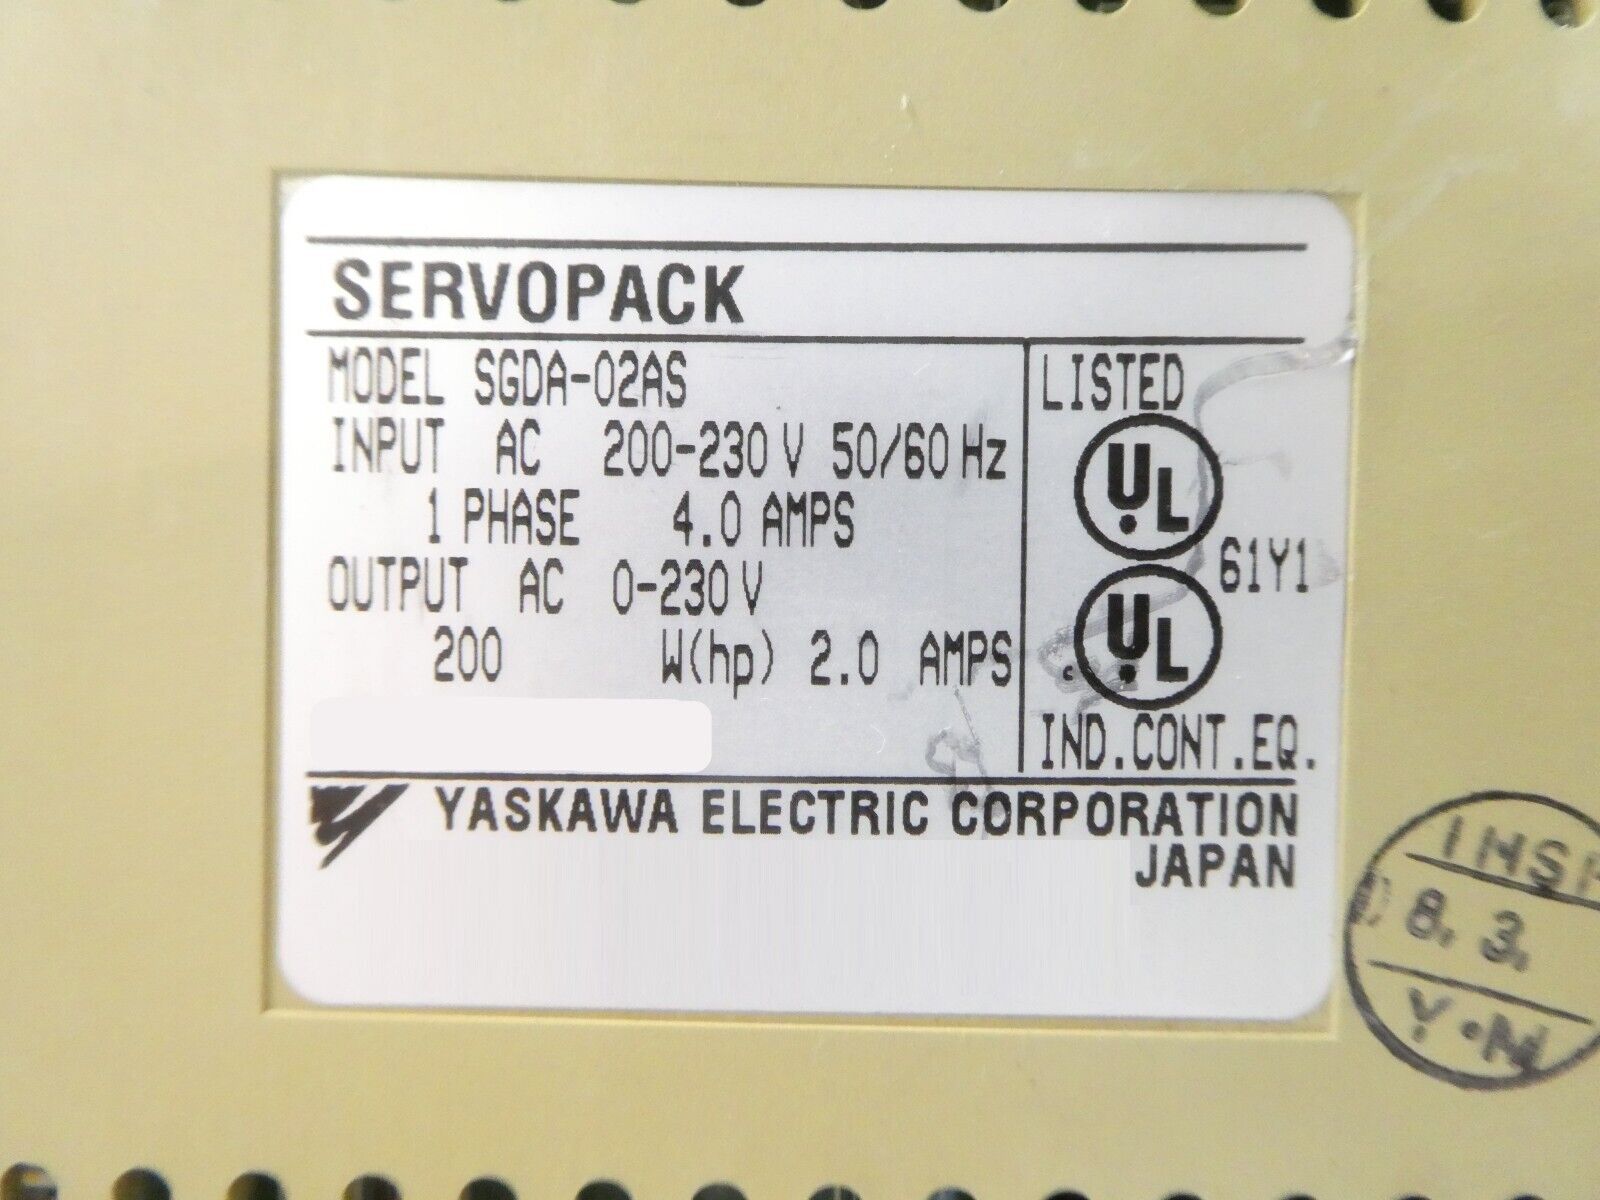 SERVOPACK
MODEL SGDA-02AS
INPUT AC 200-230 V 50/60 Hz
1 PHASE 4.0 AMPS
OUTPUT AC 0-230 V
200 W(hp) 2.0 AMPS
LISTED
UL
61Y1
c UL
IND.CONT.EQ.
YASKAWA ELECTRIC CORPORATION
JAPAN
8. 3.
Y.N